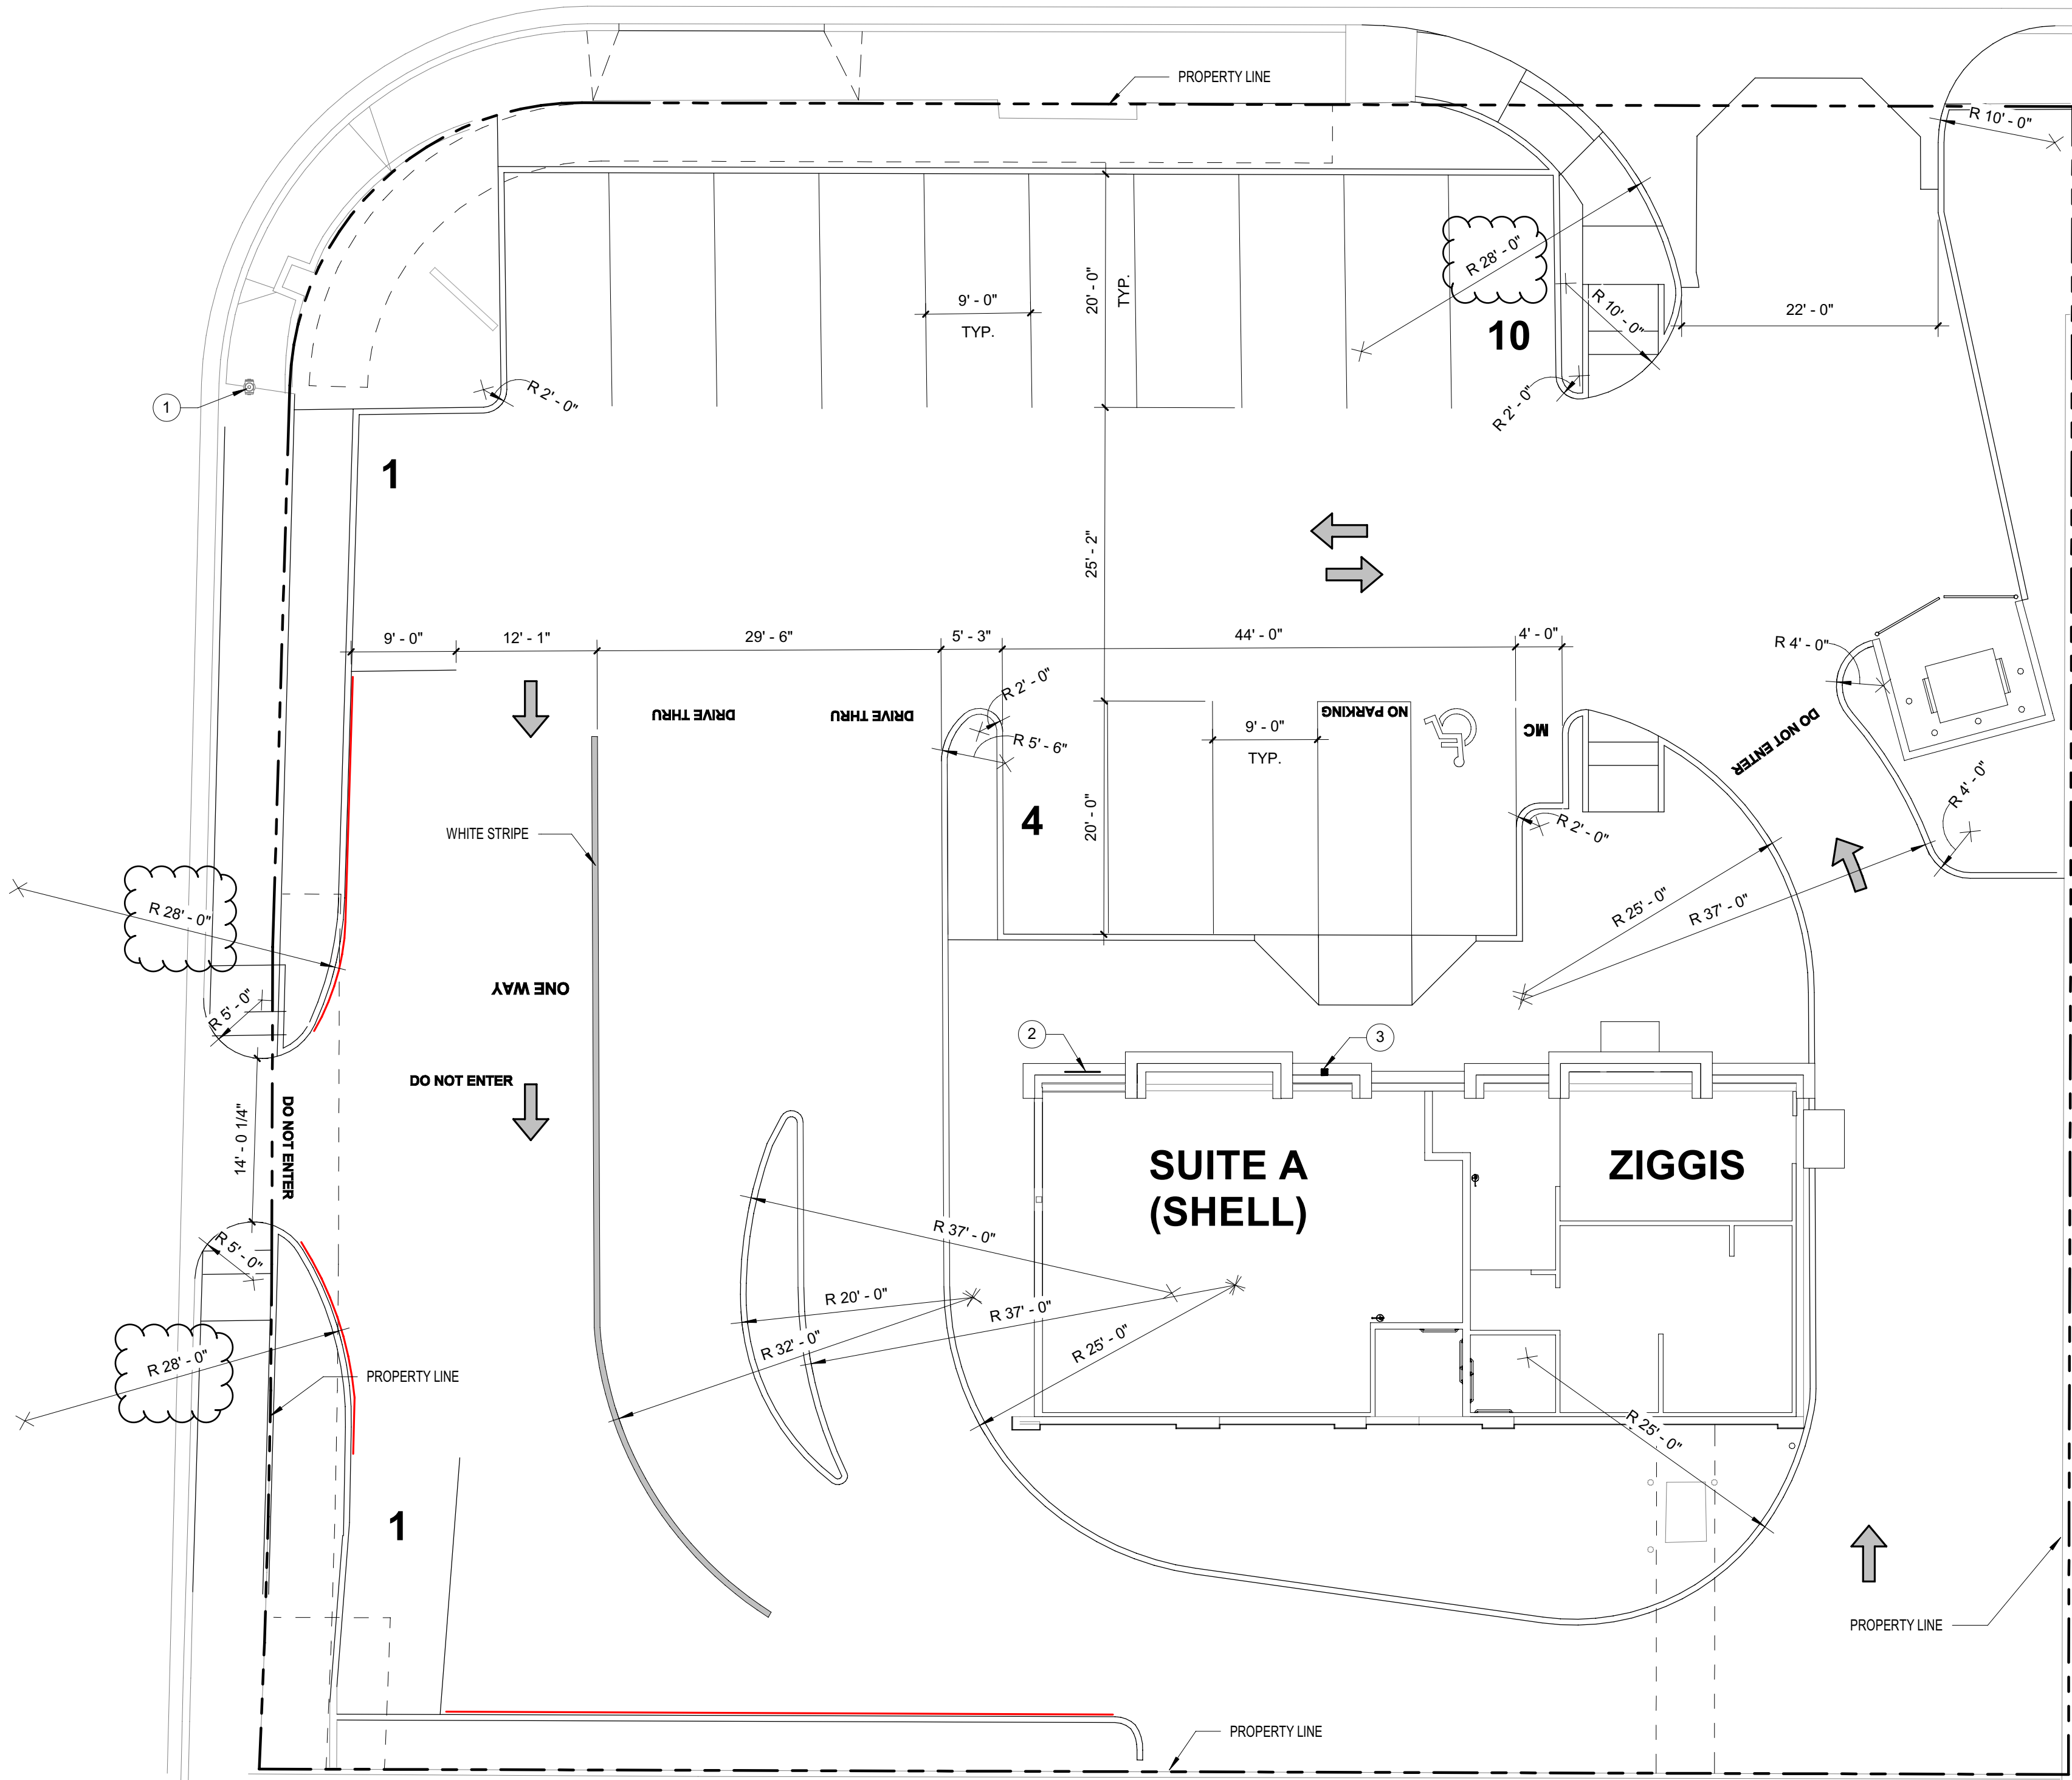 PROPERTY LINE
R 10' - 0"
R 28' - 0"
20' - 0"
TYP.
9' - 0"
TYP.
R 10' - 0"
22' - 0"
10
1
R 2' - 0"
R 2' - 0"
1
25' - 2"
9' - 0"
12' - 1"
29' - 6"
5' - 3"
44' - 0"
4' - 0"
R 4' - 0"
DRIVE THRU
DRIVE THRU
R 2' - 0"
NO PARKING
MC
DO NOT ENTER
R 5' - 6"
9' - 0"
TYP.
R 4' - 0"
WHITE STRIPE
4
20' - 0"
R 2' - 0"
R 28' - 0"
R 25' - 0"
R 37' - 0"
ONE WAY
R 5' - 0"
2
3
DO NOT ENTER
14' - 0 1/4"
DO NOT ENTER
SUITE A
(SHELL)
ZIGGIS
R 5' - 0"
R 37' - 0"
R 20' - 0"
R 37' - 0"
R 32' - 0"
R 25' - 0"
R 28' - 0"
PROPERTY LINE
R 25' - 0"
1
PROPERTY LINE
PROPERTY LINE